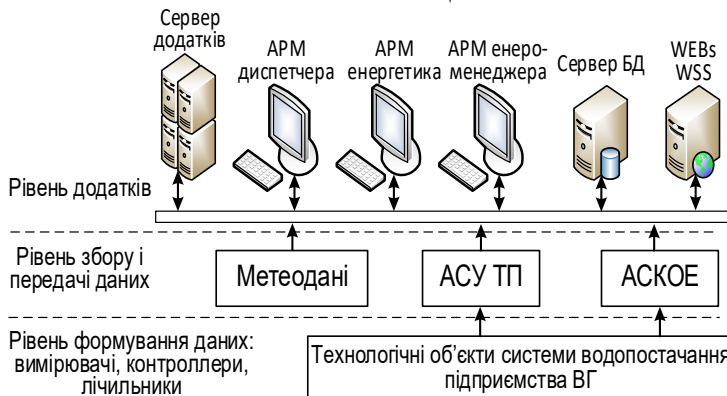 Сервер
додатків
АРМ
диспетчера
АРМ
енергетика
АРМ енеро-
менеджера
Сервер БД
WEBs
WSS
Рівень додатків
Рівень збору і
передачі даних
Метеодані
АСУ ТП
АСКОЕ
Рівень формування даних:
вимірювачі, контроллери,
лічильники
Технологічні об’єкти системи водопостачання
підприємства ВГ